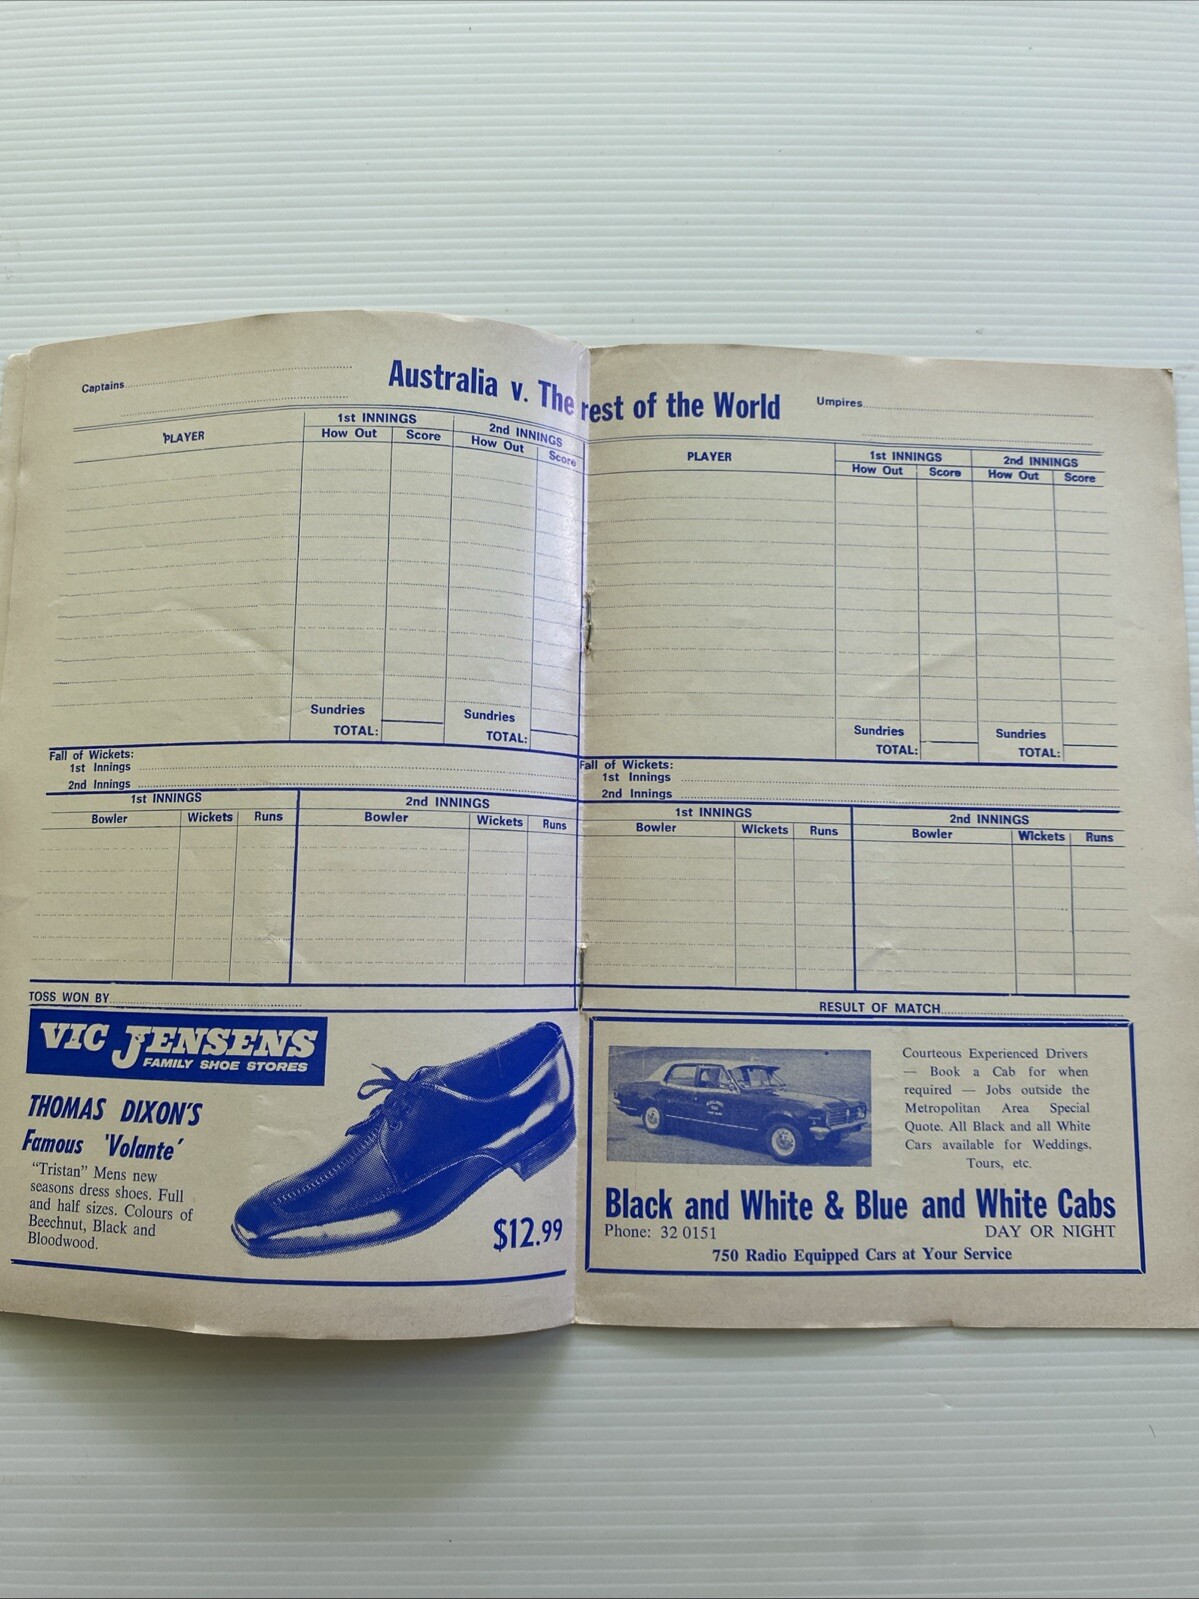 Australia v. The rest of the World
Captains
Umpires
PLAYER
1st INNINGS
2nd INNINGS
How Out Score How Out Score
Sundries
TOTAL:
Sundries
TOTAL:
Fall of Wickets:
1st Innings
2nd Innings
1st INNINGS
2nd INNINGS
Bowler Wickets Runs Bowler Wickets Runs
TOSS WON BY
VIC JENSENS
FAMILY SHOE STORES
THOMAS DIXON'S
Famous 'Volante'
"Tristan" Mens new
seasons dress shoes. Full
and half sizes. Colours of
Beechnut, Black and
Bloodwood.
$12.99
PLAYER
1st INNINGS
2nd INNINGS
How Out Score How Out Score
Sundries
TOTAL:
Sundries
TOTAL:
Fall of Wickets:
1st Innings
2nd Innings
1st INNINGS
2nd INNINGS
Bowler Wickets Runs Bowler Wickets Runs
RESULT OF MATCH
Courteous Experienced Drivers
— Book a Cab for when
required — Jobs outside the
Metropolitan Area Special
Quote. All Black and all White
Cars available for Weddings,
Tours, etc.
Black and White & Blue and White Cabs
Phone: 32 0151 DAY OR NIGHT
750 Radio Equipped Cars at Your Service